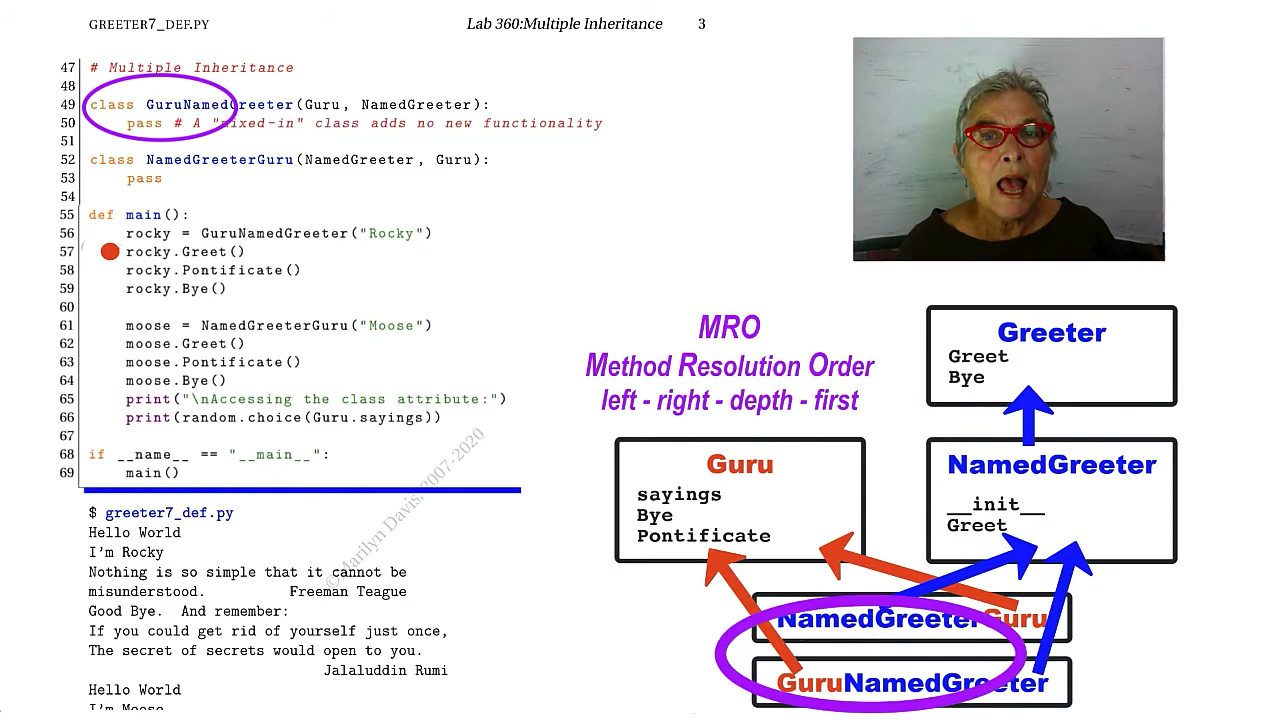 GREETER7_DEF.PY
Lab 360:Multiple Inheritance 3
47 # Multiple Inheritance
48
49 class GuruNamedGreeter(Guru, NamedGreeter):
50 pass # A "mixed-in" class adds no new functionality
51
52 class NamedGreeterGuru(NamedGreeter, Guru):
53 pass
54
55 def main():
56 rocky = GuruNamedGreeter("Rocky")
57 rocky.Greet()
58 rocky.Pontificate()
59 rocky.Bye()
60
61 moose = NamedGreeterGuru("Moose")
62 moose.Greet()
63 moose.Pontificate()
64 moose.Bye()
65 print("\nAccessing the class attribute:")
66 print(random.choice(Guru.sayings))
67
68 if __name__ == "__main__":
69 main()
$ greeter7_def.py
Hello World
I'm Rocky
Nothing is so simple that it cannot be
misunderstood. Freeman Teague
Good Bye. And remember:
If you could get rid of yourself just once,
The secret of secrets would open to you.
Jalaluddin Rumi
Hello World
I'm Moose
© Marilyn Davis, 2007-2020
MRO
Method Resolution Order
left - right - depth - first
Greeter
Greet
Bye
Guru
sayings
Bye
Pontificate
NamedGreeter
__init__
Greet
NamedGreeterGuru
GuruNamedGreeter